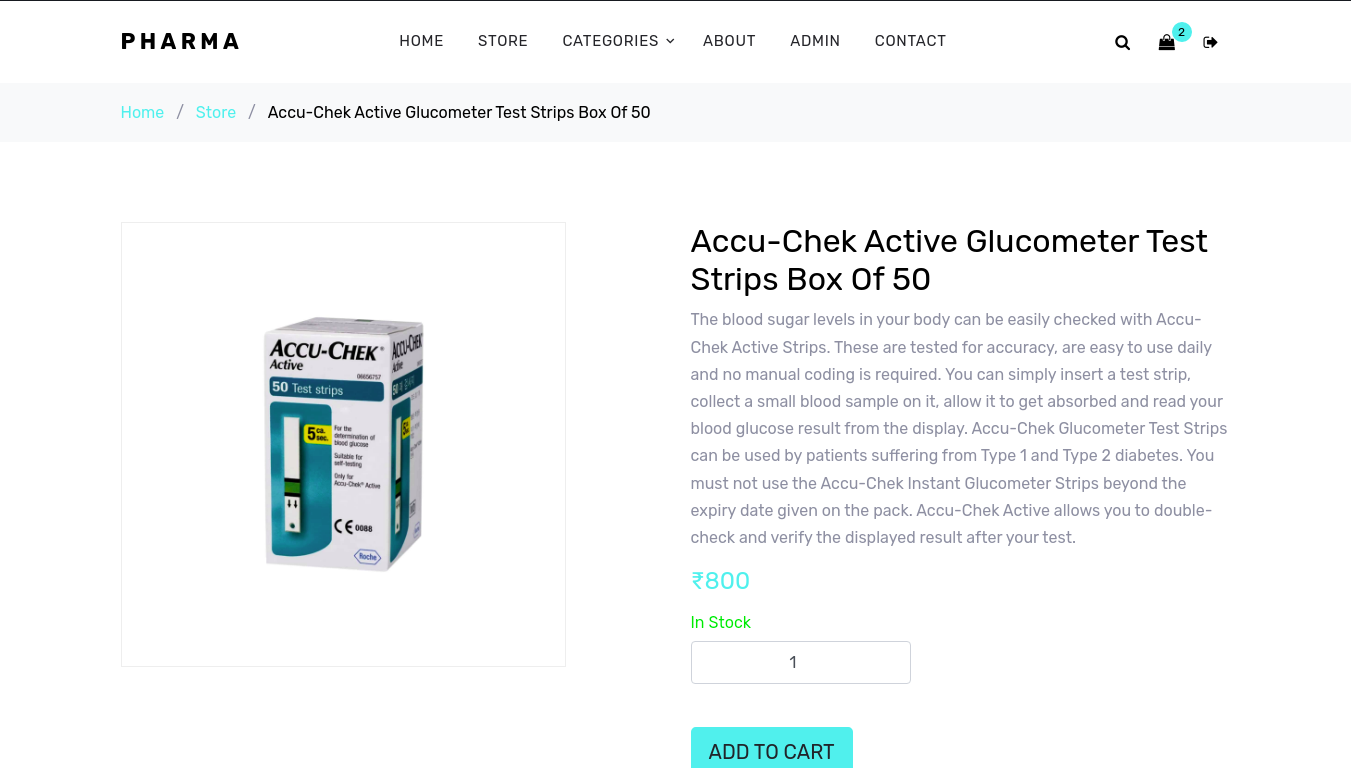 PHARMA
HOME STORE CATEGORIES ABOUT ADMIN CONTACT
2
Home / Store / Accu-Chek Active Glucometer Test Strips Box Of 50
ACCU-CHEK®
Active
06656757
50 Test strips
5 ca.
sec.
For the
determination of
blood glucose
Suitable for
self-testing
Only for
Accu-Chek® Active
CE 0088
Roche
ACCU-CHEK
Active
Accu-Chek Active Glucometer Test
Strips Box Of 50
The blood sugar levels in your body can be easily checked with Accu-
Chek Active Strips. These are tested for accuracy, are easy to use daily
and no manual coding is required. You can simply insert a test strip,
collect a small blood sample on it, allow it to get absorbed and read your
blood glucose result from the display. Accu-Chek Glucometer Test Strips
can be used by patients suffering from Type 1 and Type 2 diabetes. You
must not use the Accu-Chek Instant Glucometer Strips beyond the
expiry date given on the pack. Accu-Chek Active allows you to double-
check and verify the displayed result after your test.
₹800
In Stock
1
ADD TO CART